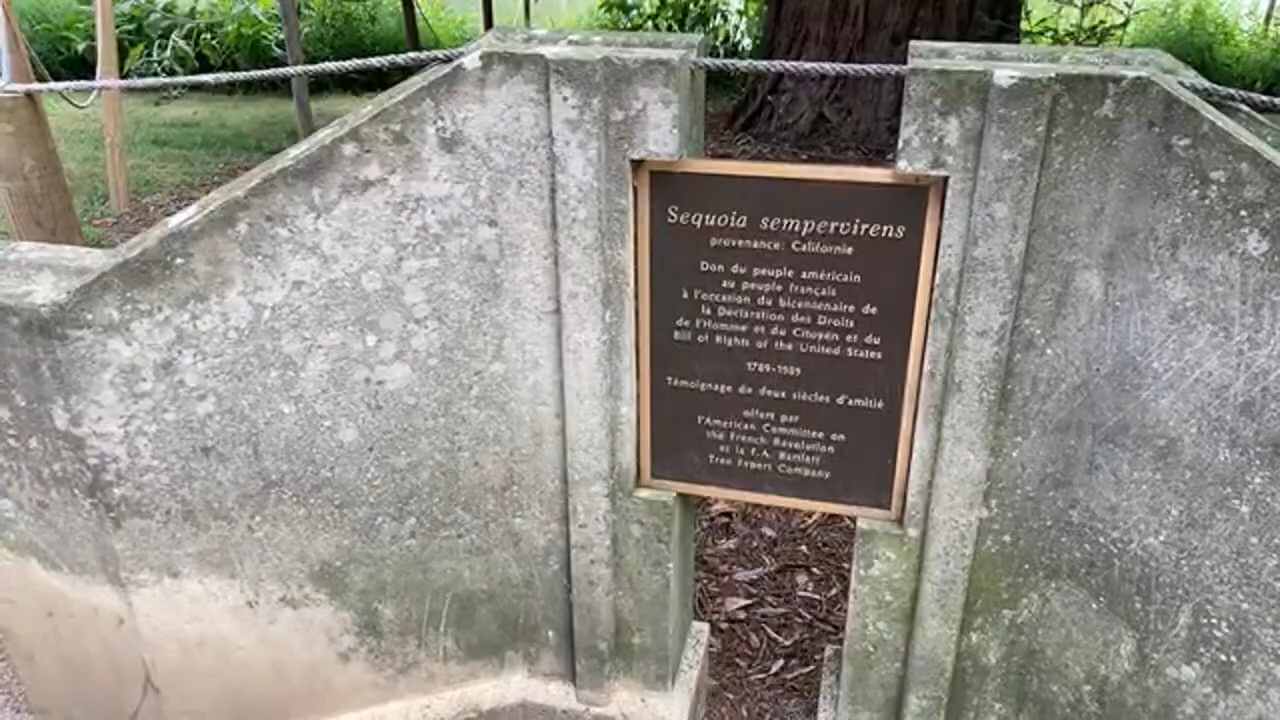 Sequoia sempervirens
provenance: Californie
Don du peuple américain
au peuple français
à l'occasion du bicentenaire de
la Déclaration des Droits
de l'Homme et du Citoyen et du
Bill of Rights of the United States
1789-1989
Témoignage de deux siècles d'amitié
offert par
l'American Committee on
the French Revolution
et la F.A. Bartlett
Tree Expert Company